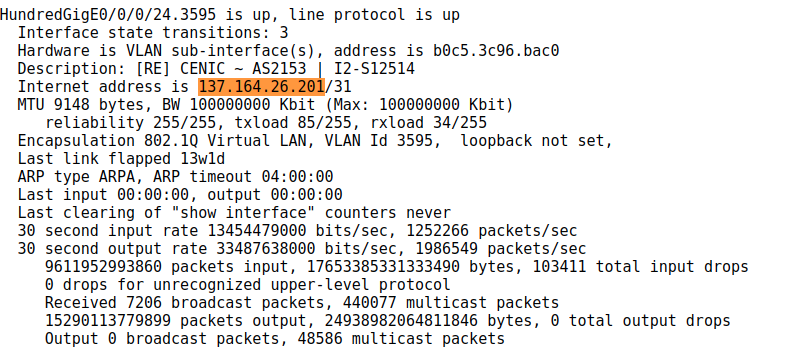 HundredGigE0/0/0/24.3595 is up, line protocol is up
Interface state transitions: 3
Hardware is VLAN sub-interface(s), address is b0c5.3c96.bac0
Description: [RE] CENIC ~ AS2153 | I2-S12514
Internet address is 137.164.26.201/31
MTU 9148 bytes, BW 100000000 Kbit (Max: 100000000 Kbit)
reliability 255/255, txload 85/255, rxload 34/255
Encapsulation 802.1Q Virtual LAN, VLAN Id 3595,  loopback not set,
Last link flapped 13w1d
ARP type ARPA, ARP timeout 04:00:00
Last input 00:00:00, output 00:00:00
Last clearing of "show interface" counters never
30 second input rate 13454479000 bits/sec, 1252266 packets/sec
30 second output rate 33487638000 bits/sec, 1986549 packets/sec
9611952993860 packets input, 17653385331333490 bytes, 103411 total input drops
0 drops for unrecognized upper-level protocol
Received 7206 broadcast packets, 440077 multicast packets
15290113779899 packets output, 24938982064811846 bytes, 0 total output drops
Output 0 broadcast packets, 48586 multicast packets